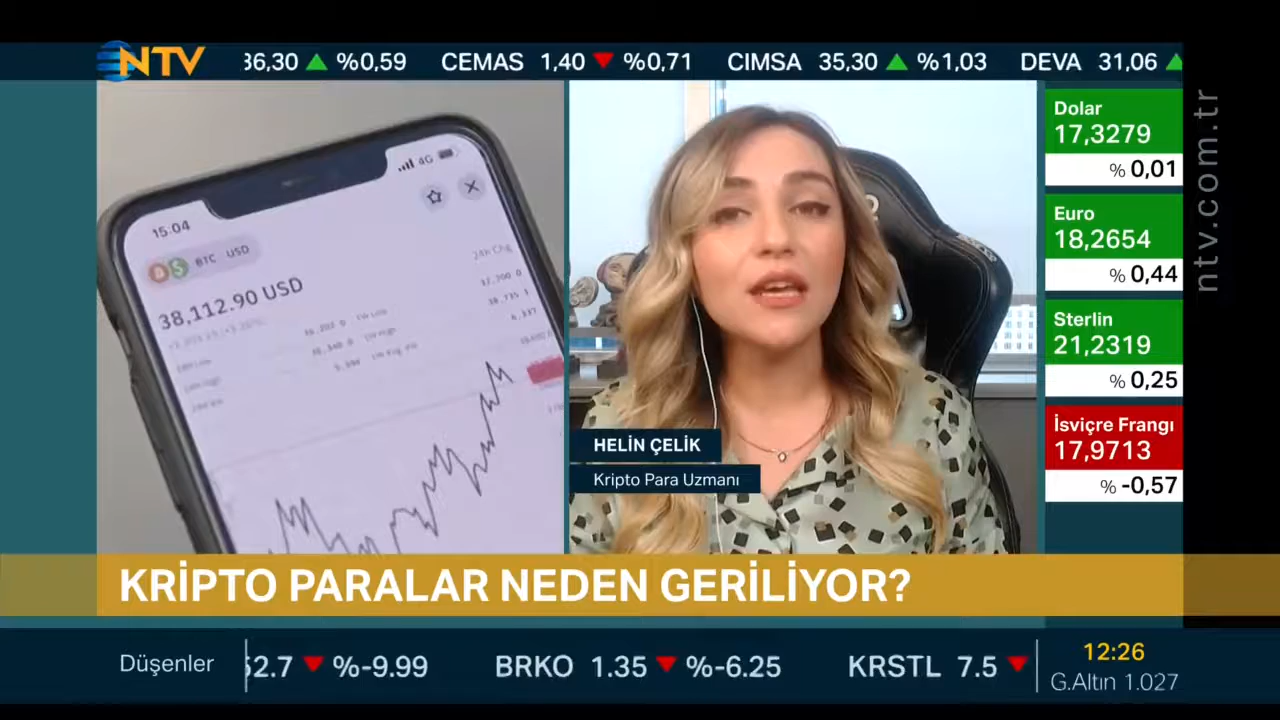 NTV
36,30 %0,59 CEMAS 1,40 %0,71 CIMSA 35,30 %1,03 DEVA 31,06
ntv.com.tr
15:04
4G
BTC USD
24h Chg
38,112.90 USD
Dolar
17,3279
% 0,01
Euro
18,2654
% 0,44
Sterlin
21,2319
% 0,25
İsviçre Frangı
17,9713
% -0,57
HELİN ÇELİK
Kripto Para Uzmanı
KRİPTO PARALAR NEDEN GERİLİYOR?
Düşenler
52.7 %-9.99 BRKO 1.35 %-6.25 KRSTL 7.5
12:26
G.Altın 1.027